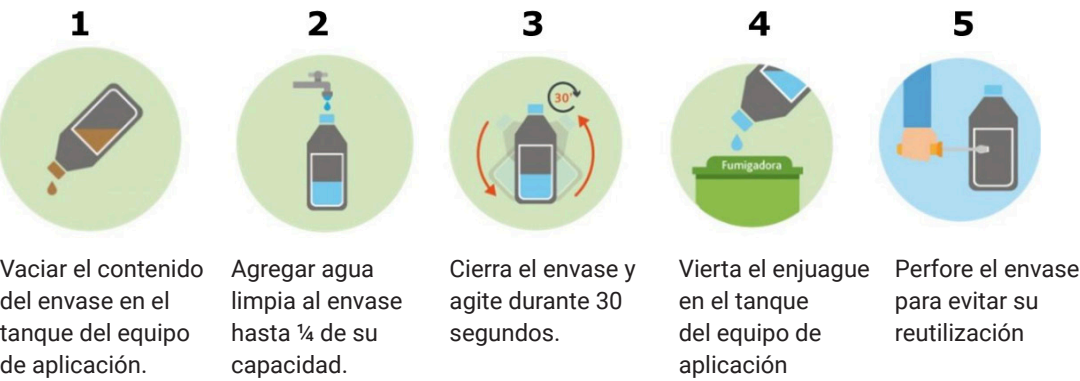 1
2
3
4
5
30"
Fumigadora
Vaciar el contenido
del envase en el
tanque del equipo
de aplicación.
Agregar agua
limpia al envase
hasta ¼ de su
capacidad.
Cierra el envase y
agite durante 30
segundos.
Vierta el enjuague
en el tanque
del equipo de
aplicación
Perfore el envase
para evitar su
reutilización